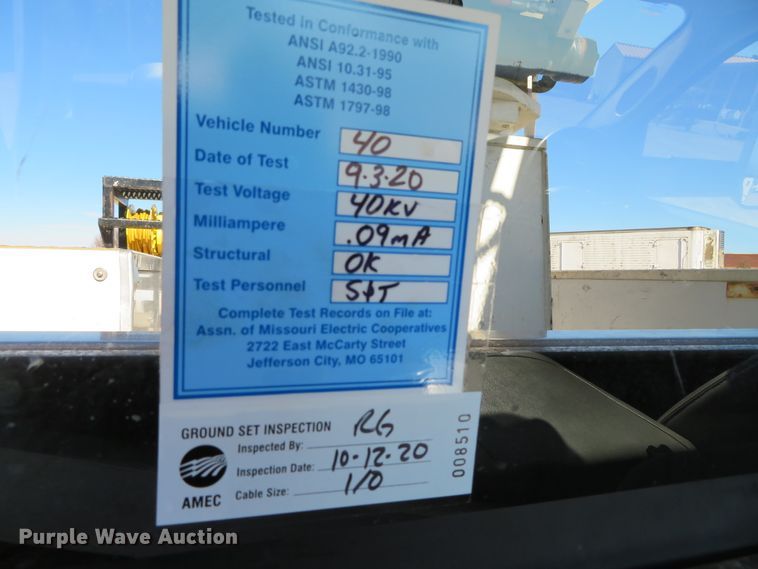 Tested in Conformance with
ANSI A92.2-1990
ANSI 10.31-95
ASTM 1430-98
ASTM 1797-98
Vehicle Number 40
Date of Test 9.3.20
Test Voltage 40KV
Milliampere .09mA
Structural OK
Test Personnel S+T
Complete Test Records on File at:
Assn. of Missouri Electric Cooperatives
2722 East McCarty Street
Jefferson City, MO 65101
GROUND SET INSPECTION
Inspected By: RG
Inspection Date: 10-12-20
Cable Size: 1/0
AMEC
008510
Purple Wave Auction